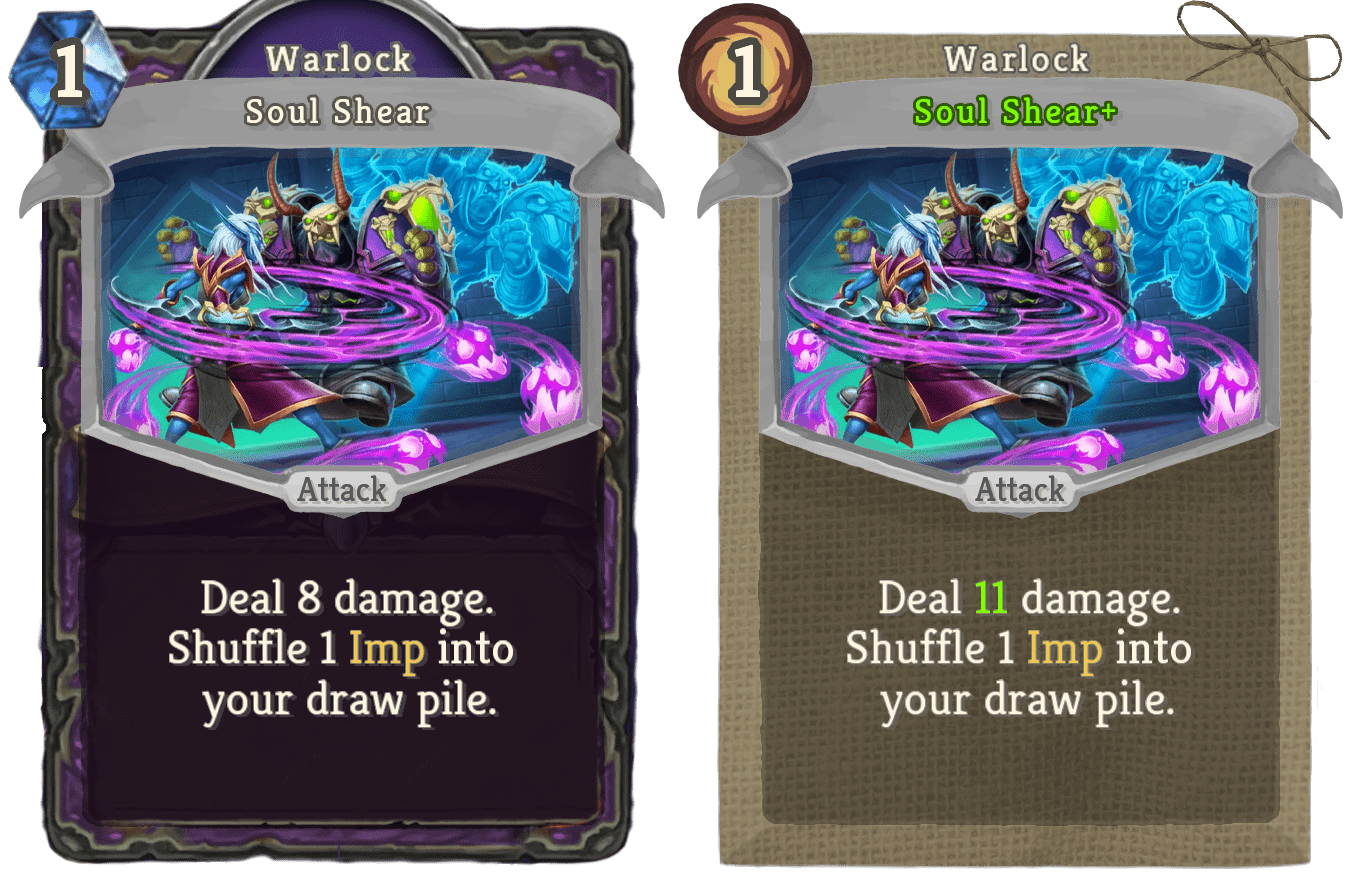 1
Warlock
Soul Shear
Attack
Deal 8 damage.
Shuffle 1 Imp into
your draw pile.
1
Warlock
Soul Shear+
Attack
Deal 11 damage.
Shuffle 1 Imp into
your draw pile.